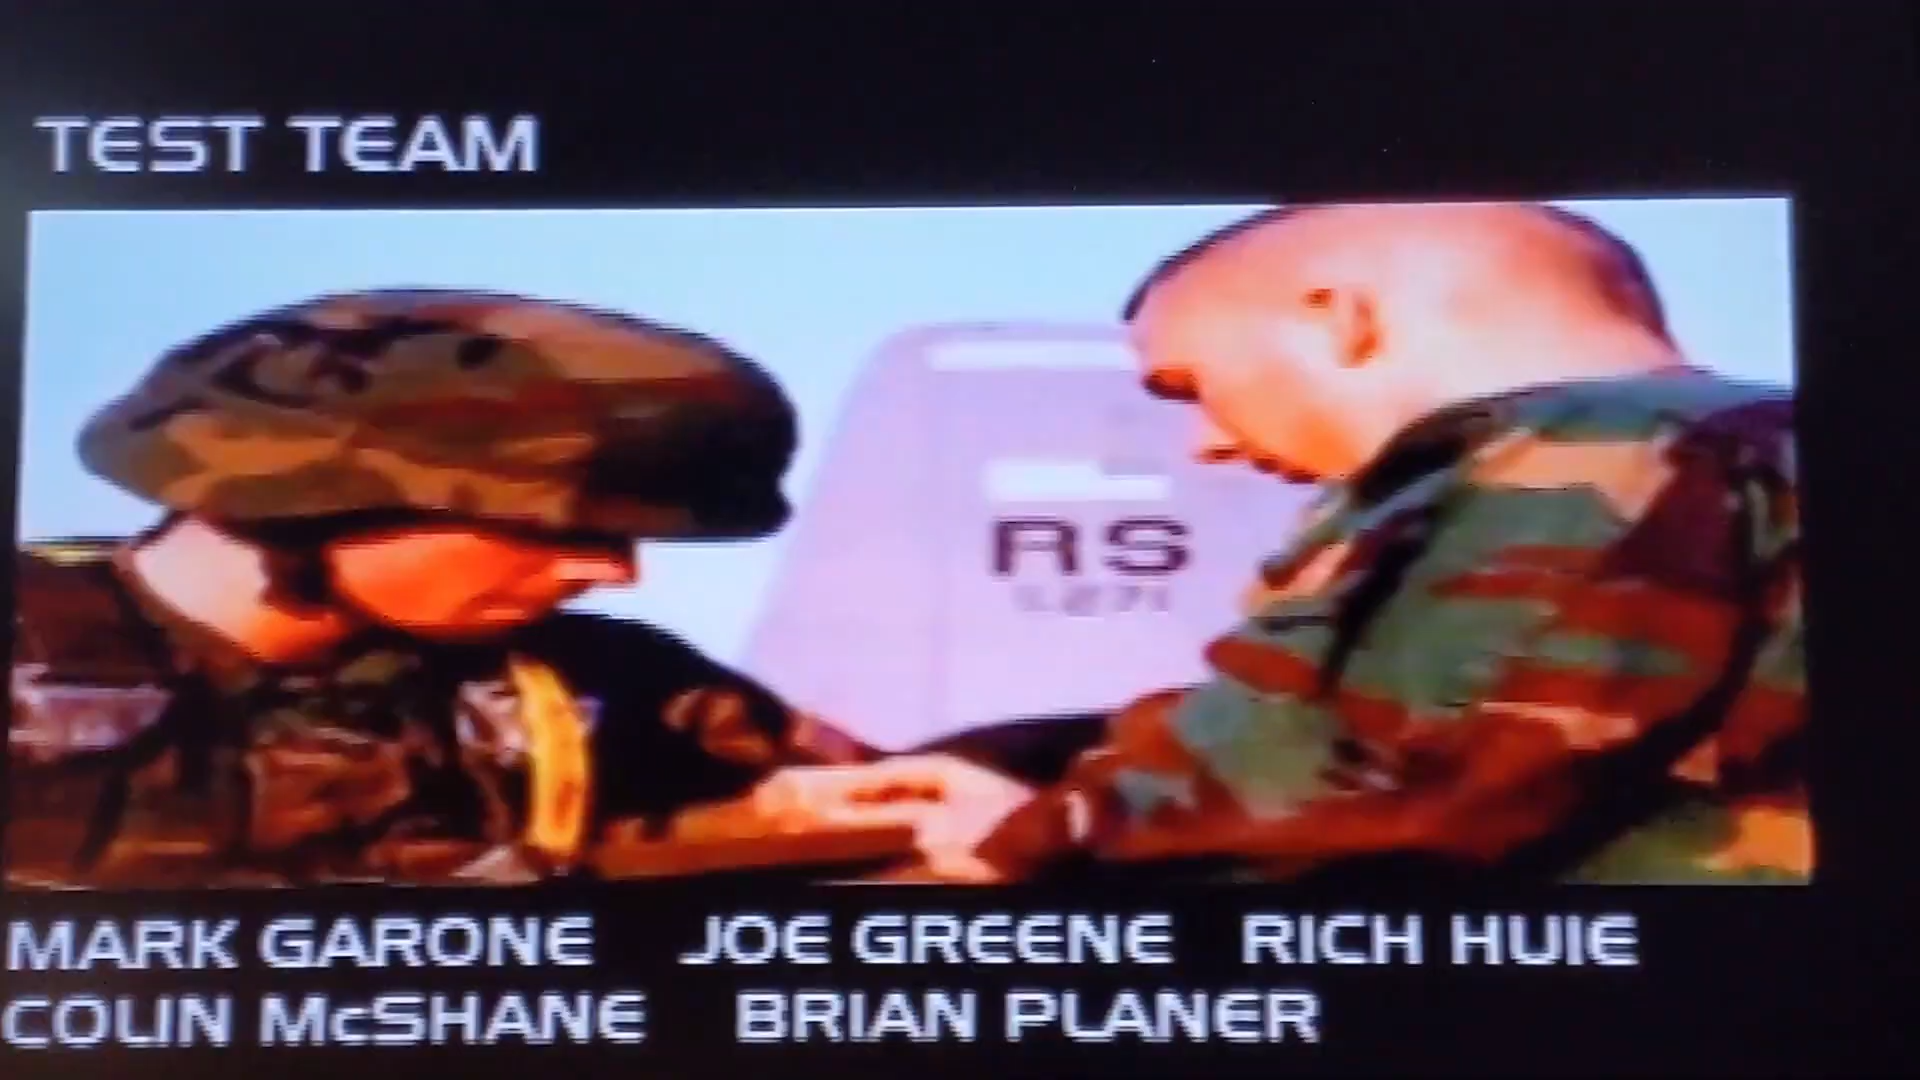 TEST TEAM
RS
MARK GARONE JOE GREENE RICH HUIE
COLIN McSHANE BRIAN PLANER